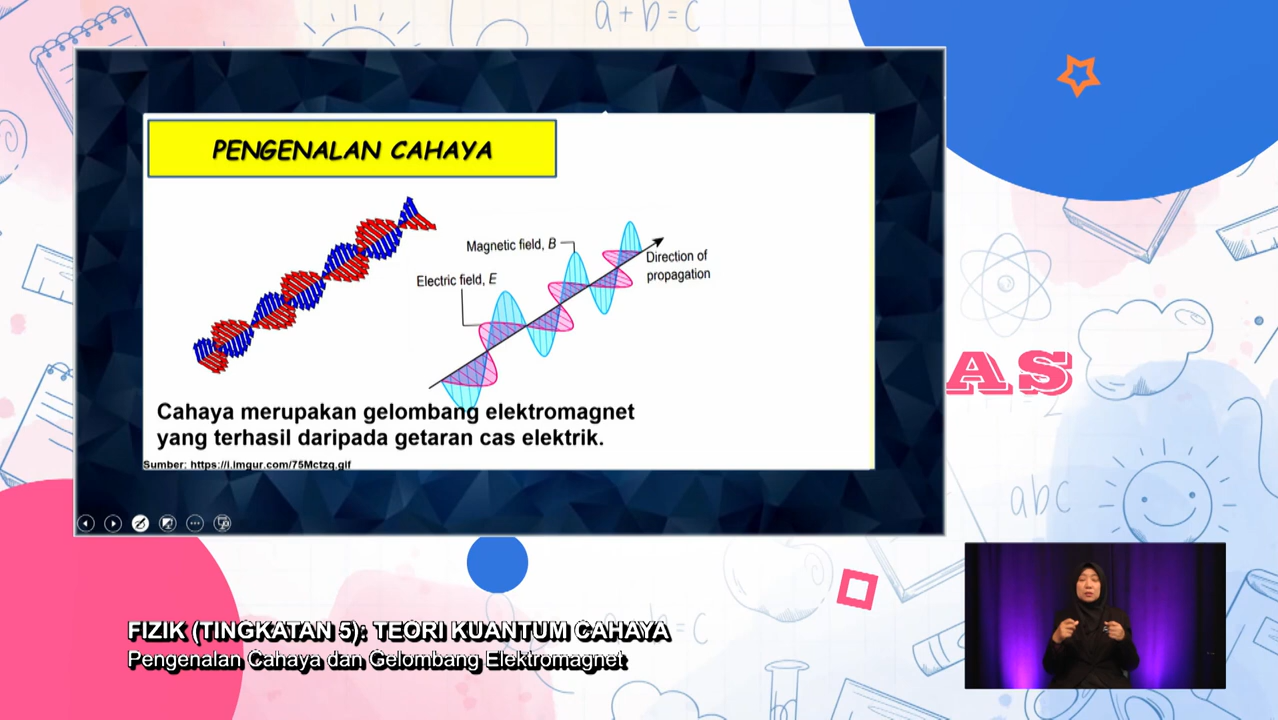 a + b = c
PENGENALAN CAHAYA
Magnetic field, B
Electric field, E
Direction of
propagation
Cahaya merupakan gelombang elektromagnet
yang terhasil daripada getaran cas elektrik.
Sumber: https://i.imgur.com/75Mctzq.gif
AS
abc
FIZIK (TINGKATAN 5): TEORI KUANTUM CAHAYA
Pengenalan Cahaya dan Gelombang Elektromagnet